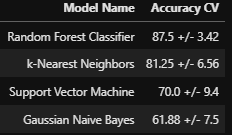 Model Name Accuracy CV
Random Forest Classifier 87.5 +/- 3.42
k-Nearest Neighbors 81.25 +/- 6.56
Support Vector Machine 70.0 +/- 9.4
Gaussian Naive Bayes 61.88 +/- 7.5